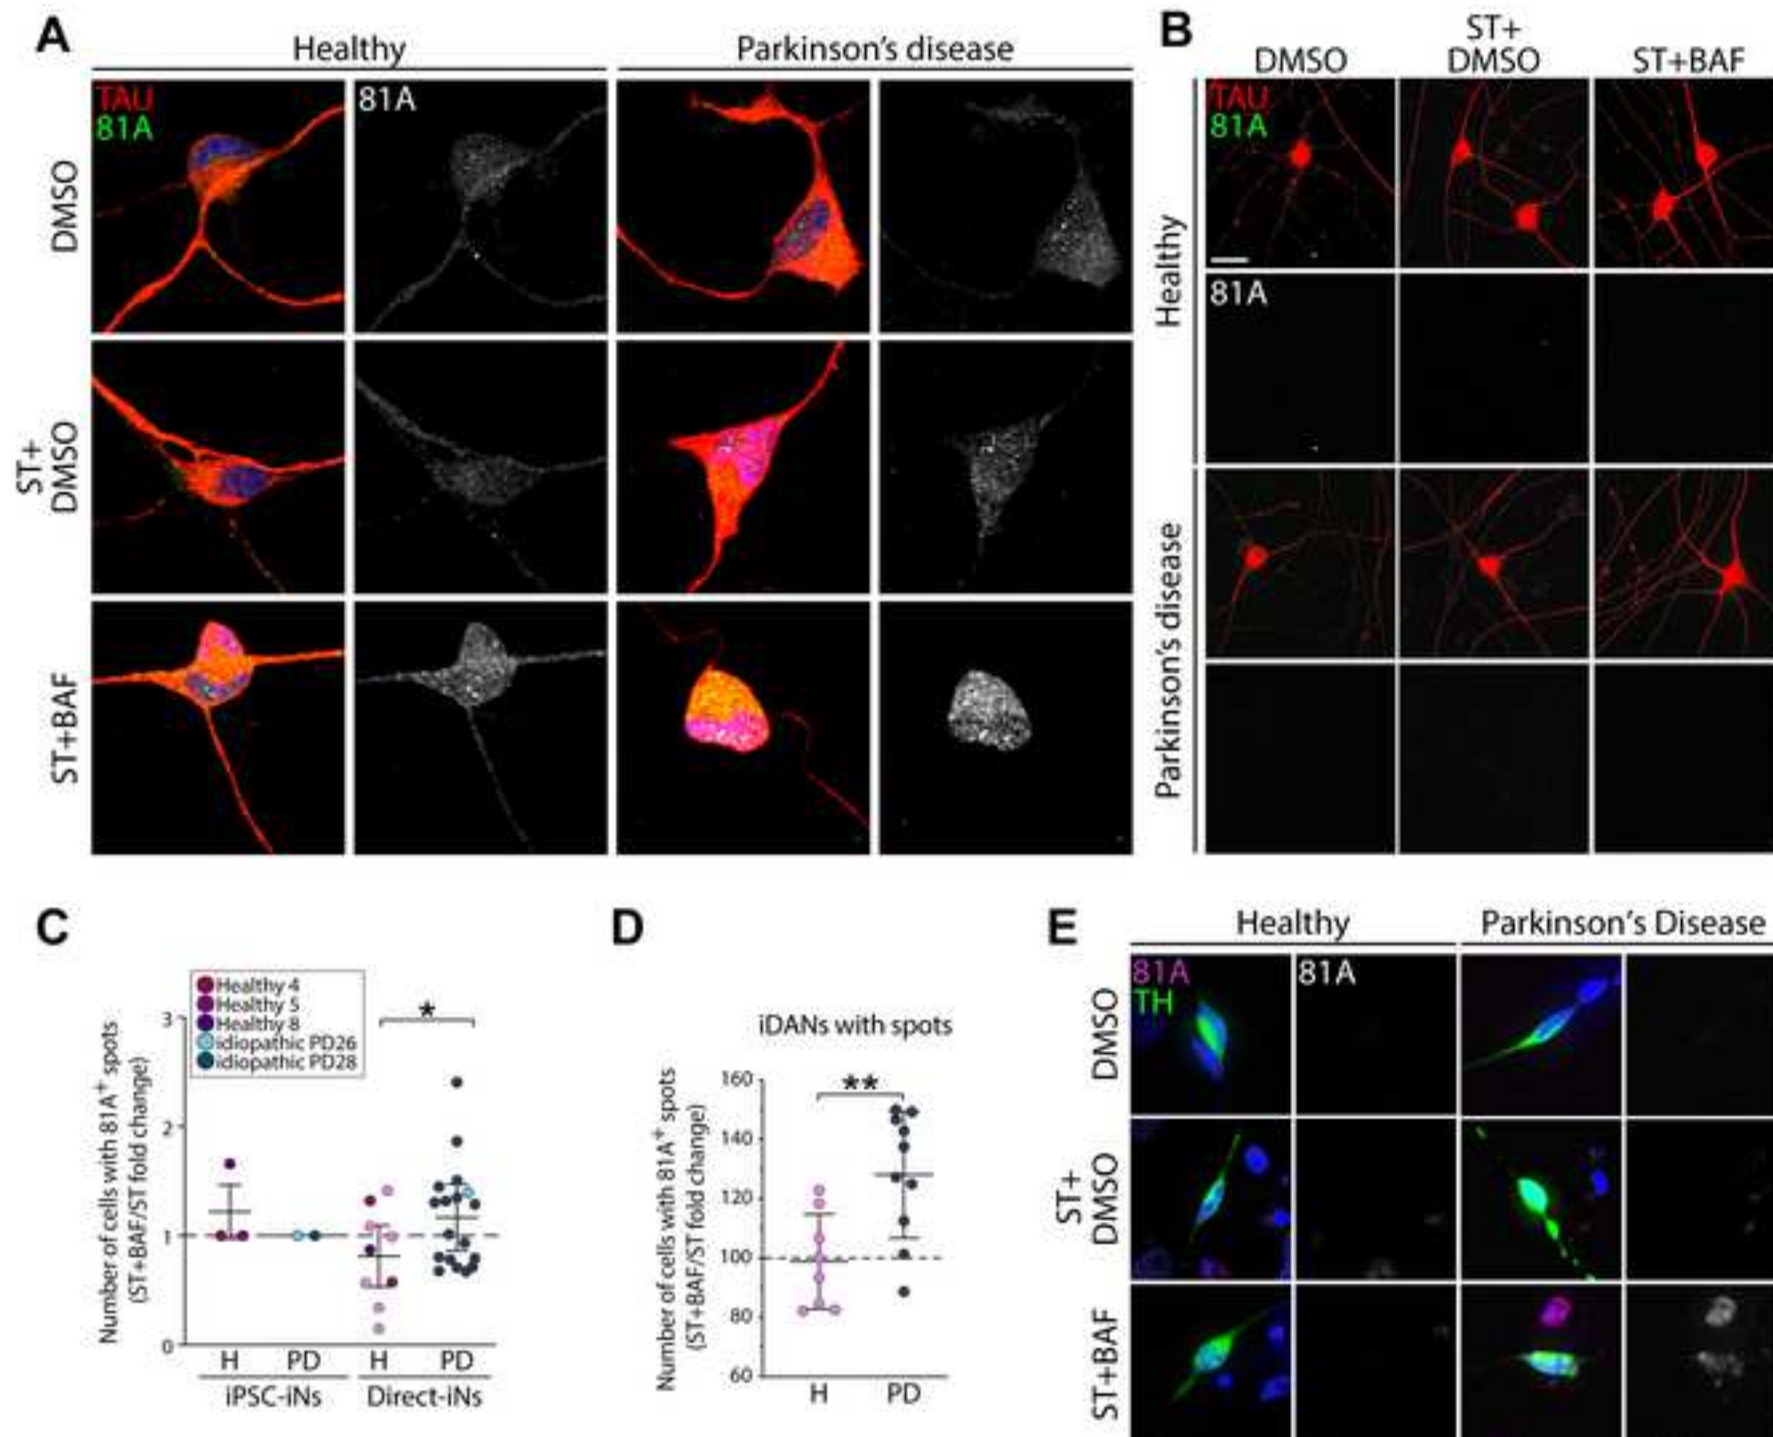 A
Healthy
Parkinson's disease
TAU
81A
81A
DMSO
ST+
DMSO
ST+BAF
B
DMSO
ST+
DMSO
ST+BAF
TAU
81A
81A
Healthy
Parkinson's disease
C
Healthy 4
Healthy 5
Healthy 8
idiopathic PD26
idiopathic PD28
*
Number of cells with 81A+ spots
(ST+BAF/ST fold change)
3
2
1
0
H
PD
H
PD
iPSC-iNs
Direct-iNs
D
iDANs with spots
**
Number of cells with 81A+ spots
(ST+BAF/ST fold change)
160
140
120
100
80
60
H
PD
E
Healthy
Parkinson's Disease
81A
TH
81A
DMSO
ST+
DMSO
ST+BAF